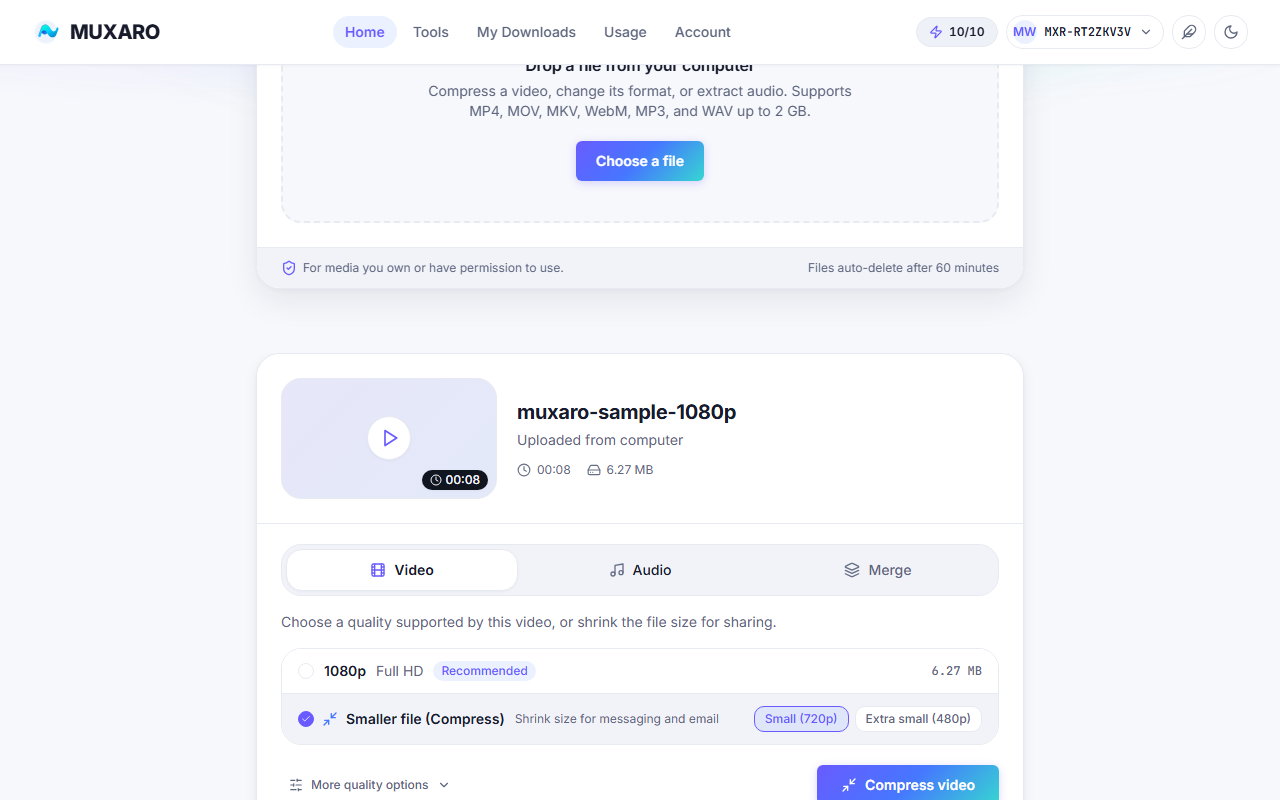 MUXARO
Home
Tools
My Downloads
Usage
Account
10/10
MW
MXR-RT2ZKV3V
Drop a file from your computer
Compress a video, change its format, or extract audio. Supports
MP4, MOV, MKV, WebM, MP3, and WAV up to 2 GB.
Choose a file
For media you own or have permission to use.
Files auto-delete after 60 minutes
00:08
muxaro-sample-1080p
Uploaded from computer
00:08
6.27 MB
Video
Audio
Merge
Choose a quality supported by this video, or shrink the file size for sharing.
1080p Full HD Recommended
6.27 MB
Smaller file (Compress) Shrink size for messaging and email
Small (720p)
Extra small (480p)
More quality options
Compress video